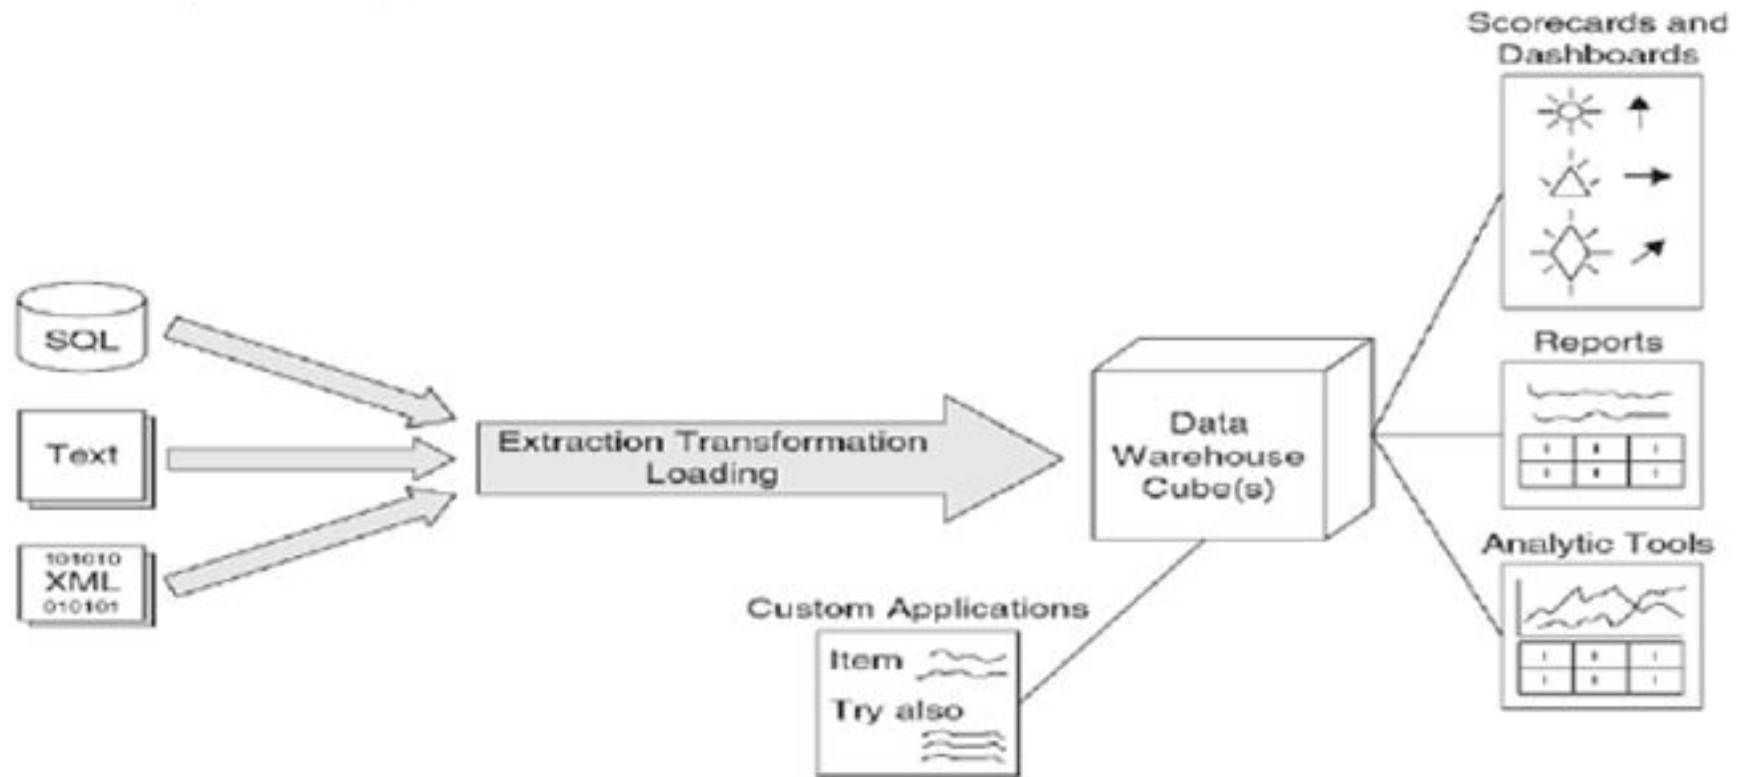 Scorecards and
Dashboards
Reports
Analytic Tools
SQL
Text
101010
XML
010101
Extraction Transformation
Loading
Data
Warehouse
Cube(s)
Custom Applications
Item
Try also